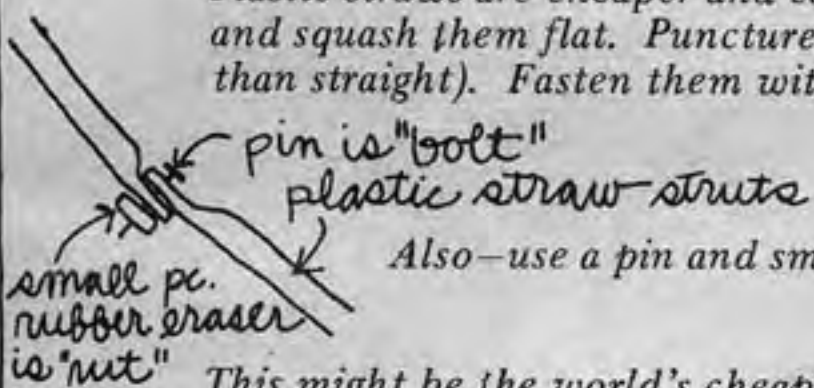 and squash them flat. Puncture
than straight). Fasten them wit
pin is "bolt"
plastic straw struts
Also—use a pin and sm
small pc.
rubber eraser
is "nut"
This might be the world's cheap